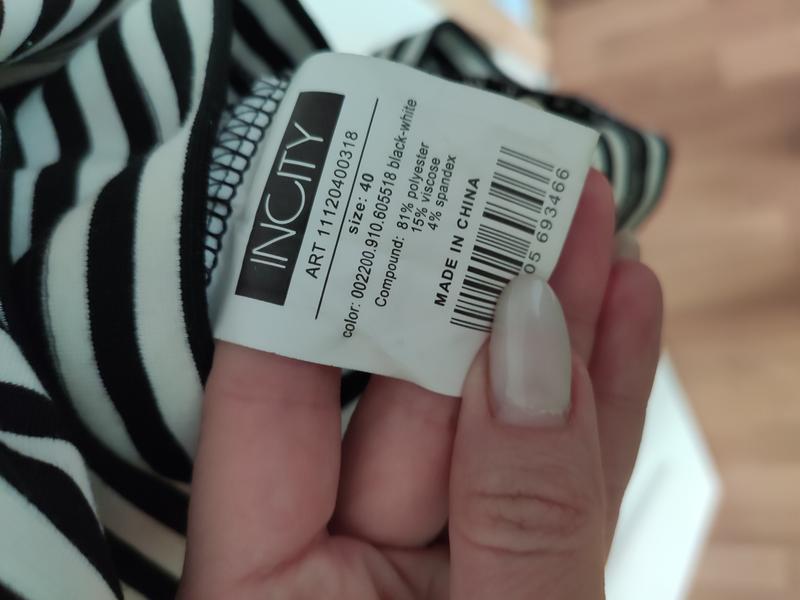 INCITY
ART 11120400318
size: 40
color: 002200.910.605518 black-white
Compound: 81% polyester
15% viscose
4% spandex
MADE IN CHINA
05 693466